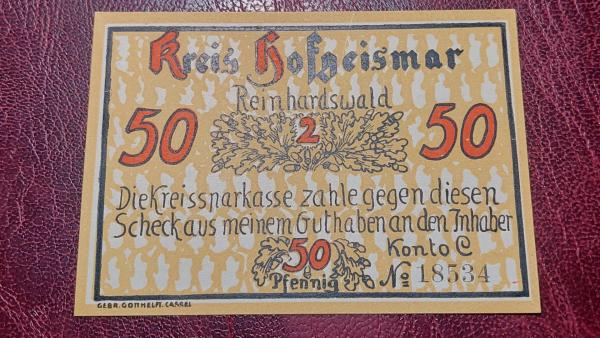 Kreis Hofgeismar
Reinhardswald
50 2 50
Die Kreissparkasse zahle gegen diesen
Scheck aus meinem Guthaben an den Inhaber
50 Konto C
Pfennig No 18534
GEBR. GOTTHELFT. CASSEL